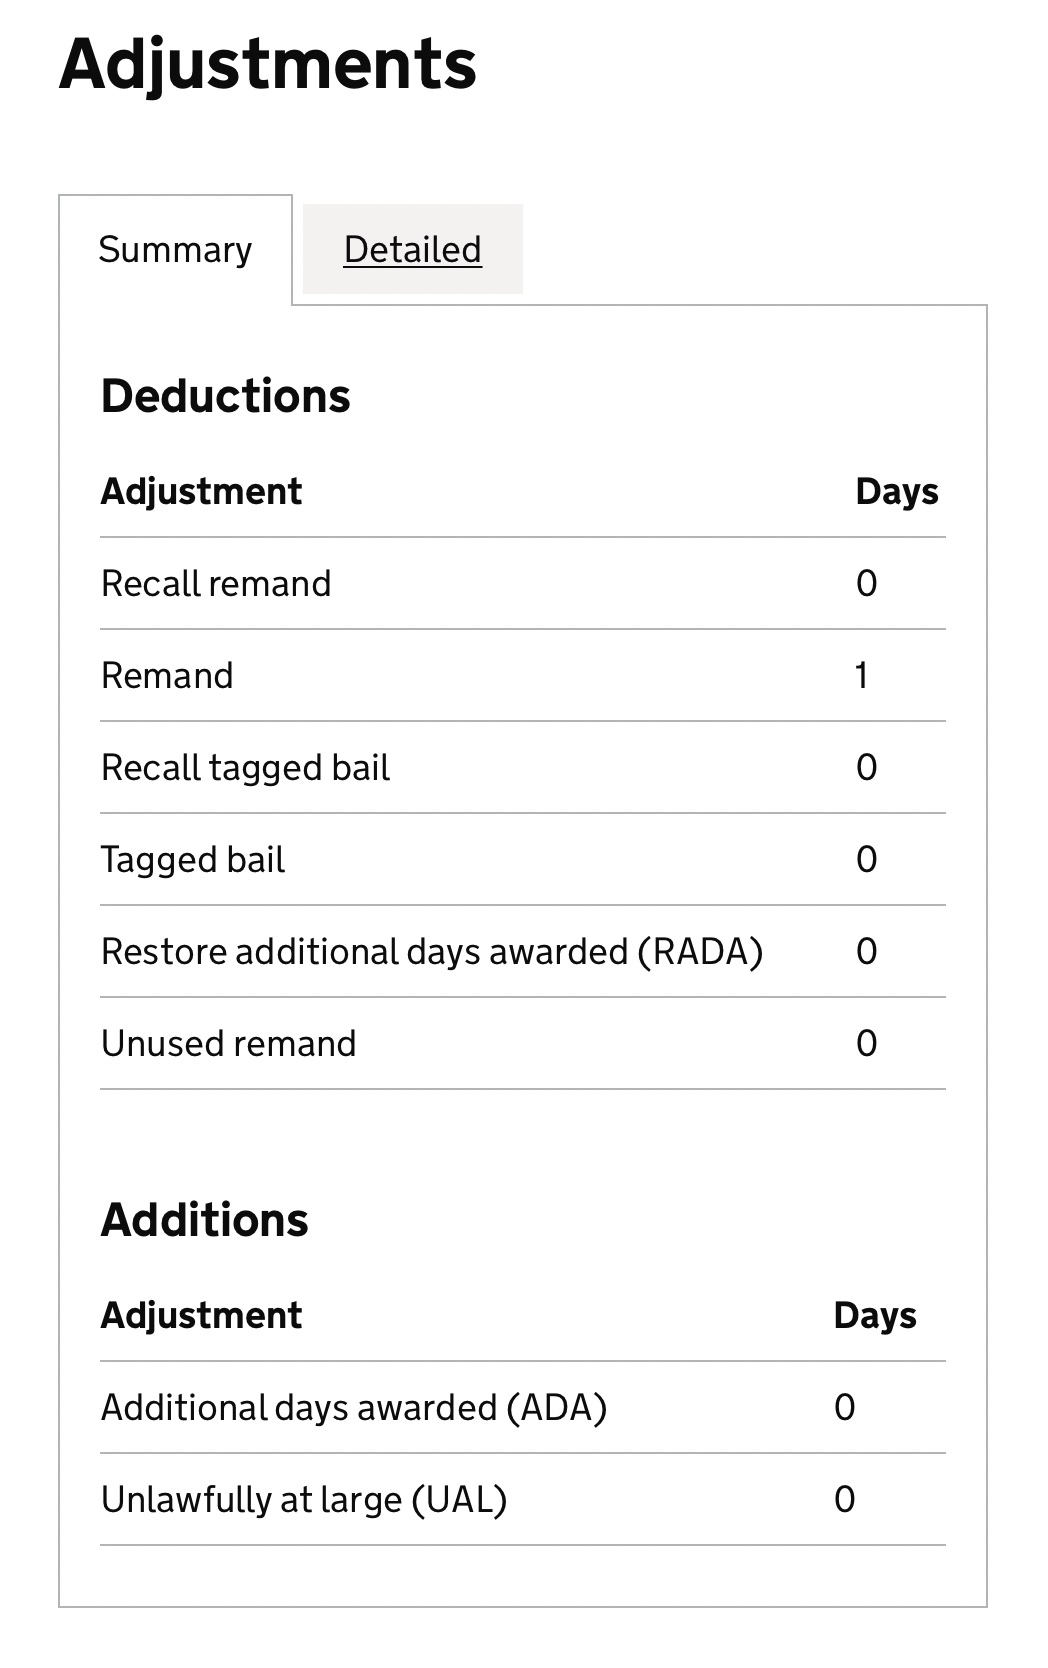 Adjustments
Summary Detailed
Deductions
Adjustment Days
Recall remand 0
Remand 1
Recall tagged bail 0
Tagged bail 0
Restore additional days awarded (RADA) 0
Unused remand 0
Additions
Adjustment Days
Additional days awarded (ADA) 0
Unlawfully at large (UAL) 0